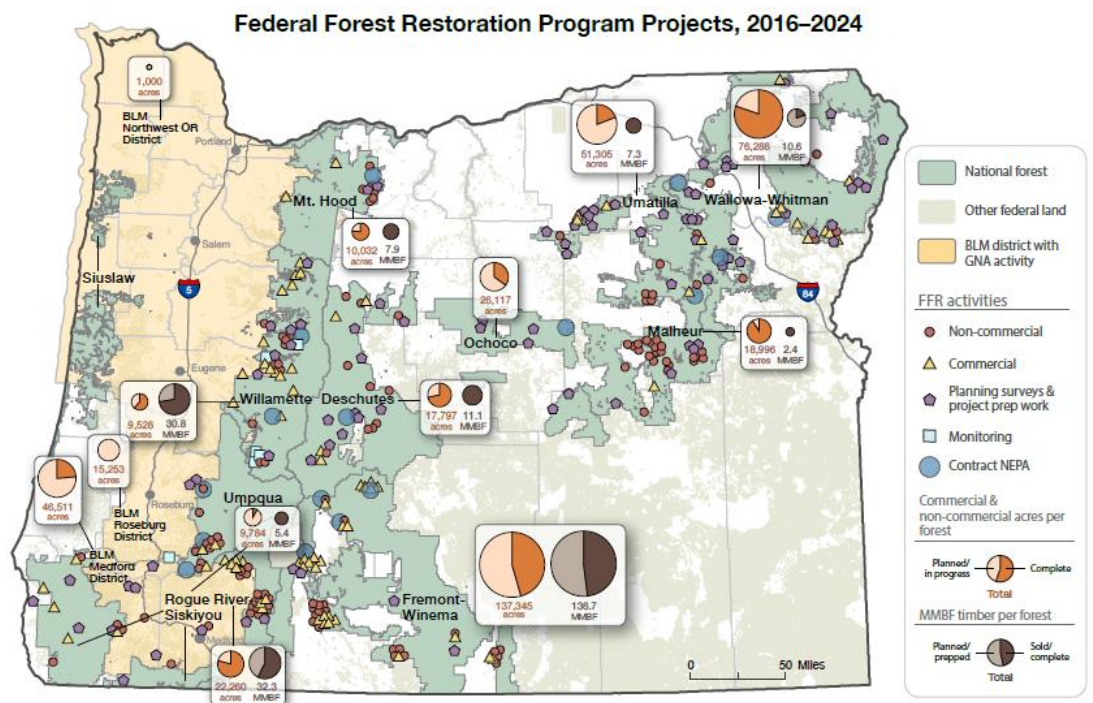 Federal Forest Restoration Program Projects, 2016–2024
1,000
acres
BLM
Northwest OR
District
Portland
51,305
acres
7.3
MMBF
76,288
acres
10.6
MMBF
Umatilla
Wallowa-Whitman
Mt. Hood
10,032
acres
7.9
MMBF
Salem
Siuslaw
5
26,117
acres
Ochoco
84
Malheur
18,996
acres
2.4
MMBF
Eugene
Willamette
9,528
acres
30.8
MMBF
Deschutes
17,797
acres
11.1
MMBF
15,253
acres
46,511
acres
Roseburg
BLM
Roseburg
District
Umpqua
9,784
acres
5.4
MMBF
BLM
Medford
District
137,345
acres
136.7
MMBF
Rogue River-
Siskiyou
Fremont-
Winema
Medford
22,260
acres
32.3
MMBF
0 50 Miles
National forest
Other federal land
BLM district with
GNA activity
FFR activities
Non-commercial
Commercial
Planning surveys &
project prep work
Monitoring
Contract NEPA
Commercial &
non-commercial acres per
forest
Planned/
in progress
Complete
Total
MMBF timber per forest
Planned/
prepped
Sold/
complete
Total